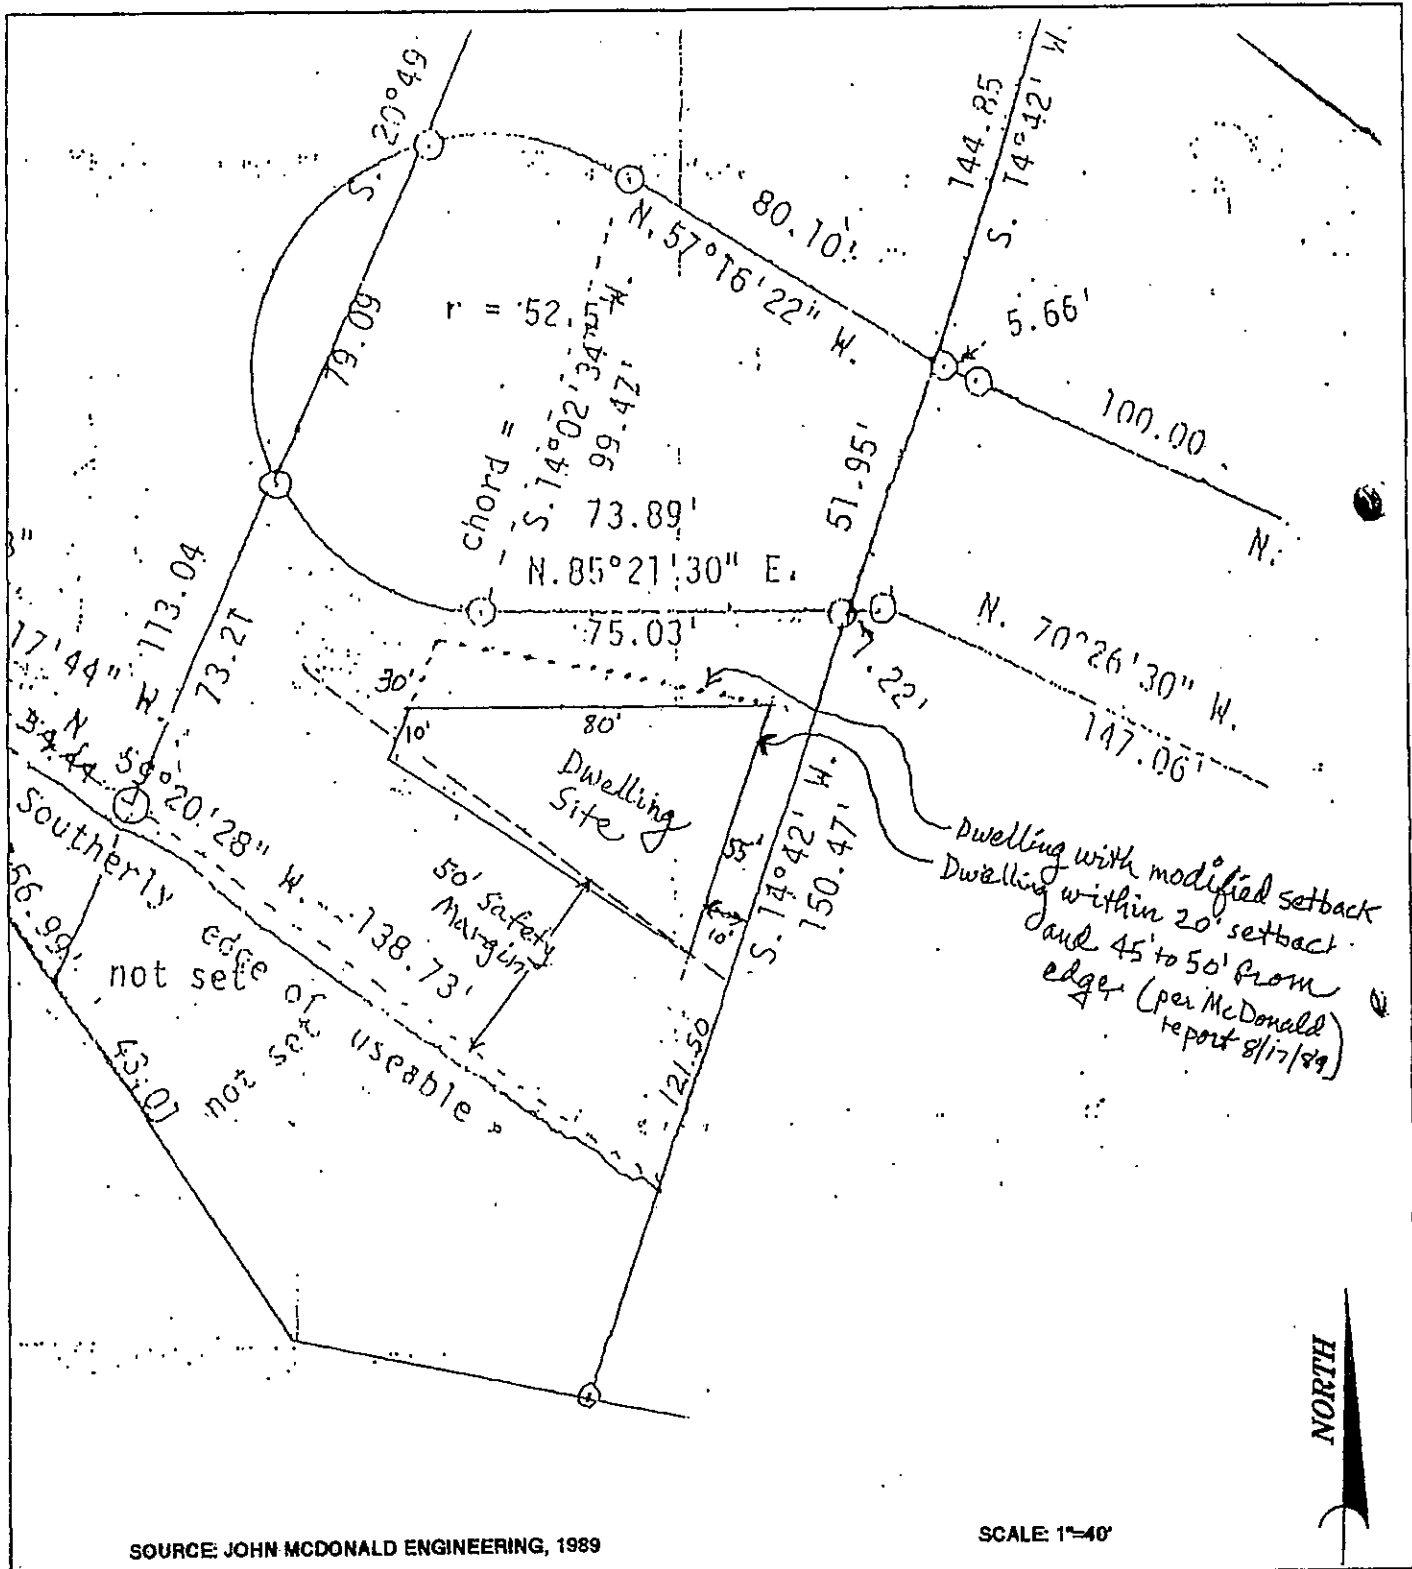 S. 20°49
144.85
S. 14°42' W.
80.10'
N. 57°16'22" W.
r = 52.
79.09
5.66'
chord =
S. 14°02'34" W.
99.47'
100.00
N.
51.95'
73.89'
N. 85°21'30" E.
75.03'
7.22'
N. 70°26'30" W.
147.06'
113.04
73.21
17'44" W.
N 59°20'28" W. 138.73'
30'
10'
80'
Dwelling
Site
55'
10'
S. 14°42' W.
150.47'
121.50
50' safety
Margin
Southerly edge of useable
56.99'
not set
not set
43.01
Dwelling with modified setback
Dwelling within 20' setback
and 45' to 50' from
edge (per McDonald
report 8/17/89)
NORTH
SOURCE: JOHN MCDONALD ENGINEERING, 1989
SCALE: 1"=40'